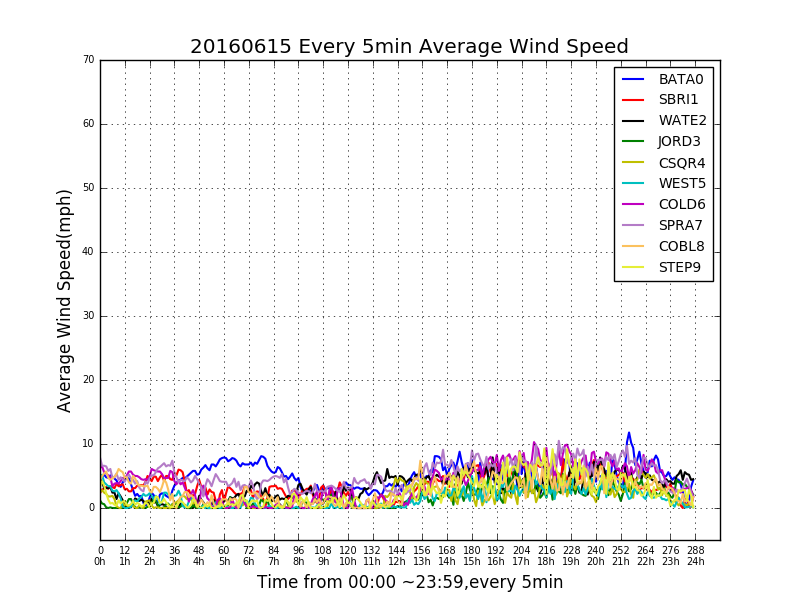 20160615 Every 5min Average Wind Speed
70
60
50
40
30
20
10
0
Average Wind Speed(mph)
BATA0
SBRI1
WATE2
JORD3
CSQR4
WEST5
COLD6
SPRA7
COBL8
STEP9
0 12 24 36 48 60 72 84 96 108 120 132 144 156 168 180 192 204 216 228 240 252 264 276 288
0h 1h 2h 3h 4h 5h 6h 7h 8h 9h 10h 11h 12h 13h 14h 15h 16h 17h 18h 19h 20h 21h 22h 23h 24h
Time from 00:00 ~23:59,every 5min